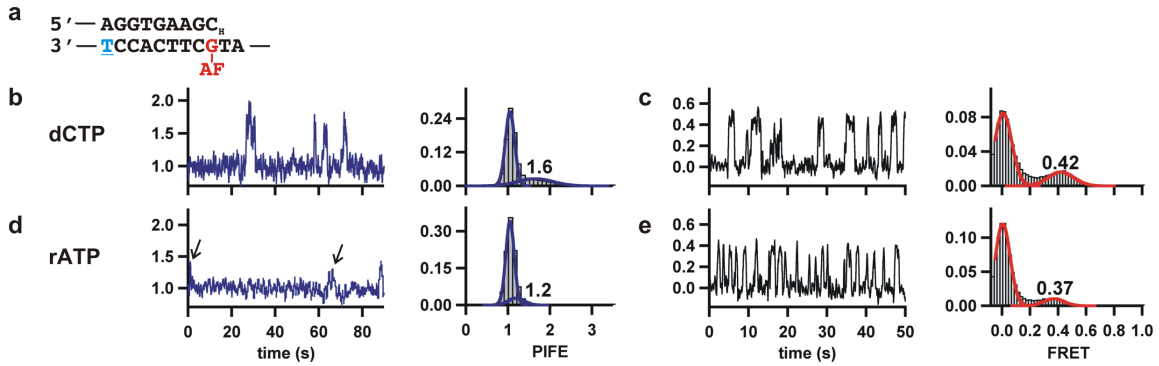 a
5′— AGGTGAAGC H
3′— TCCACTTCGTA —
AF
b
dCTP
2.0
1.5
1.0
0.24
0.12
0.00
1.6
c
0.6
0.4
0.2
0.0
0.08
0.04
0.00
0.42
d
rATP
2.0
1.5
1.0
0 20 40 60 80
time (s)
0.30
0.15
0.00
1.2
0 1 2 3
PIFE
e
0.6
0.4
0.2
0.0
0 10 20 30 40 50
time (s)
0.10
0.05
0.00
0.37
0.0 0.2 0.4 0.6 0.8 1.0
FRET